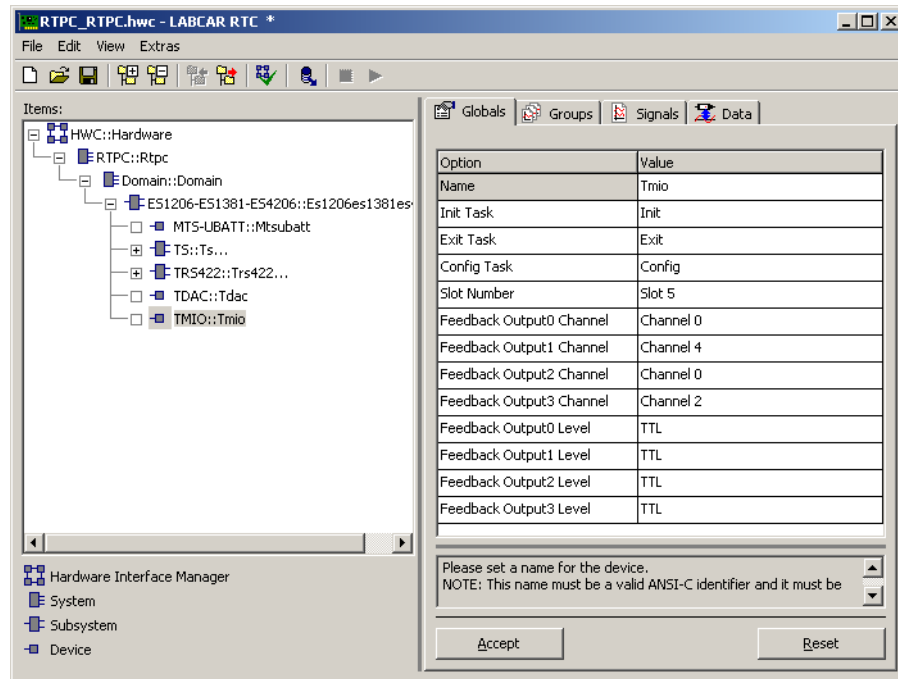 RTPC_RTPC.hwc - LABCAR RTC *
File Edit View Extras
Items:
HWC::Hardware
RTPC::Rtpc
Domain::Domain
ES1206-ES1381-ES4206::Es1206es1381es
MTS-UBATT::Mtsubatt
TS::Ts...
TRS422::Trs422...
TDAC::Tdac
TMIO::Tmio
Hardware Interface Manager
System
Subsystem
Device
Globals Groups Signals Data
Option Value
Name Tmio
Init Task Init
Exit Task Exit
Config Task Config
Slot Number Slot 5
Feedback Output0 Channel Channel 0
Feedback Output1 Channel Channel 4
Feedback Output2 Channel Channel 0
Feedback Output3 Channel Channel 2
Feedback Output0 Level TTL
Feedback Output1 Level TTL
Feedback Output2 Level TTL
Feedback Output3 Level TTL
Please set a name for the device.
NOTE: This name must be a valid ANSI-C identifier and it must be
Accept Reset